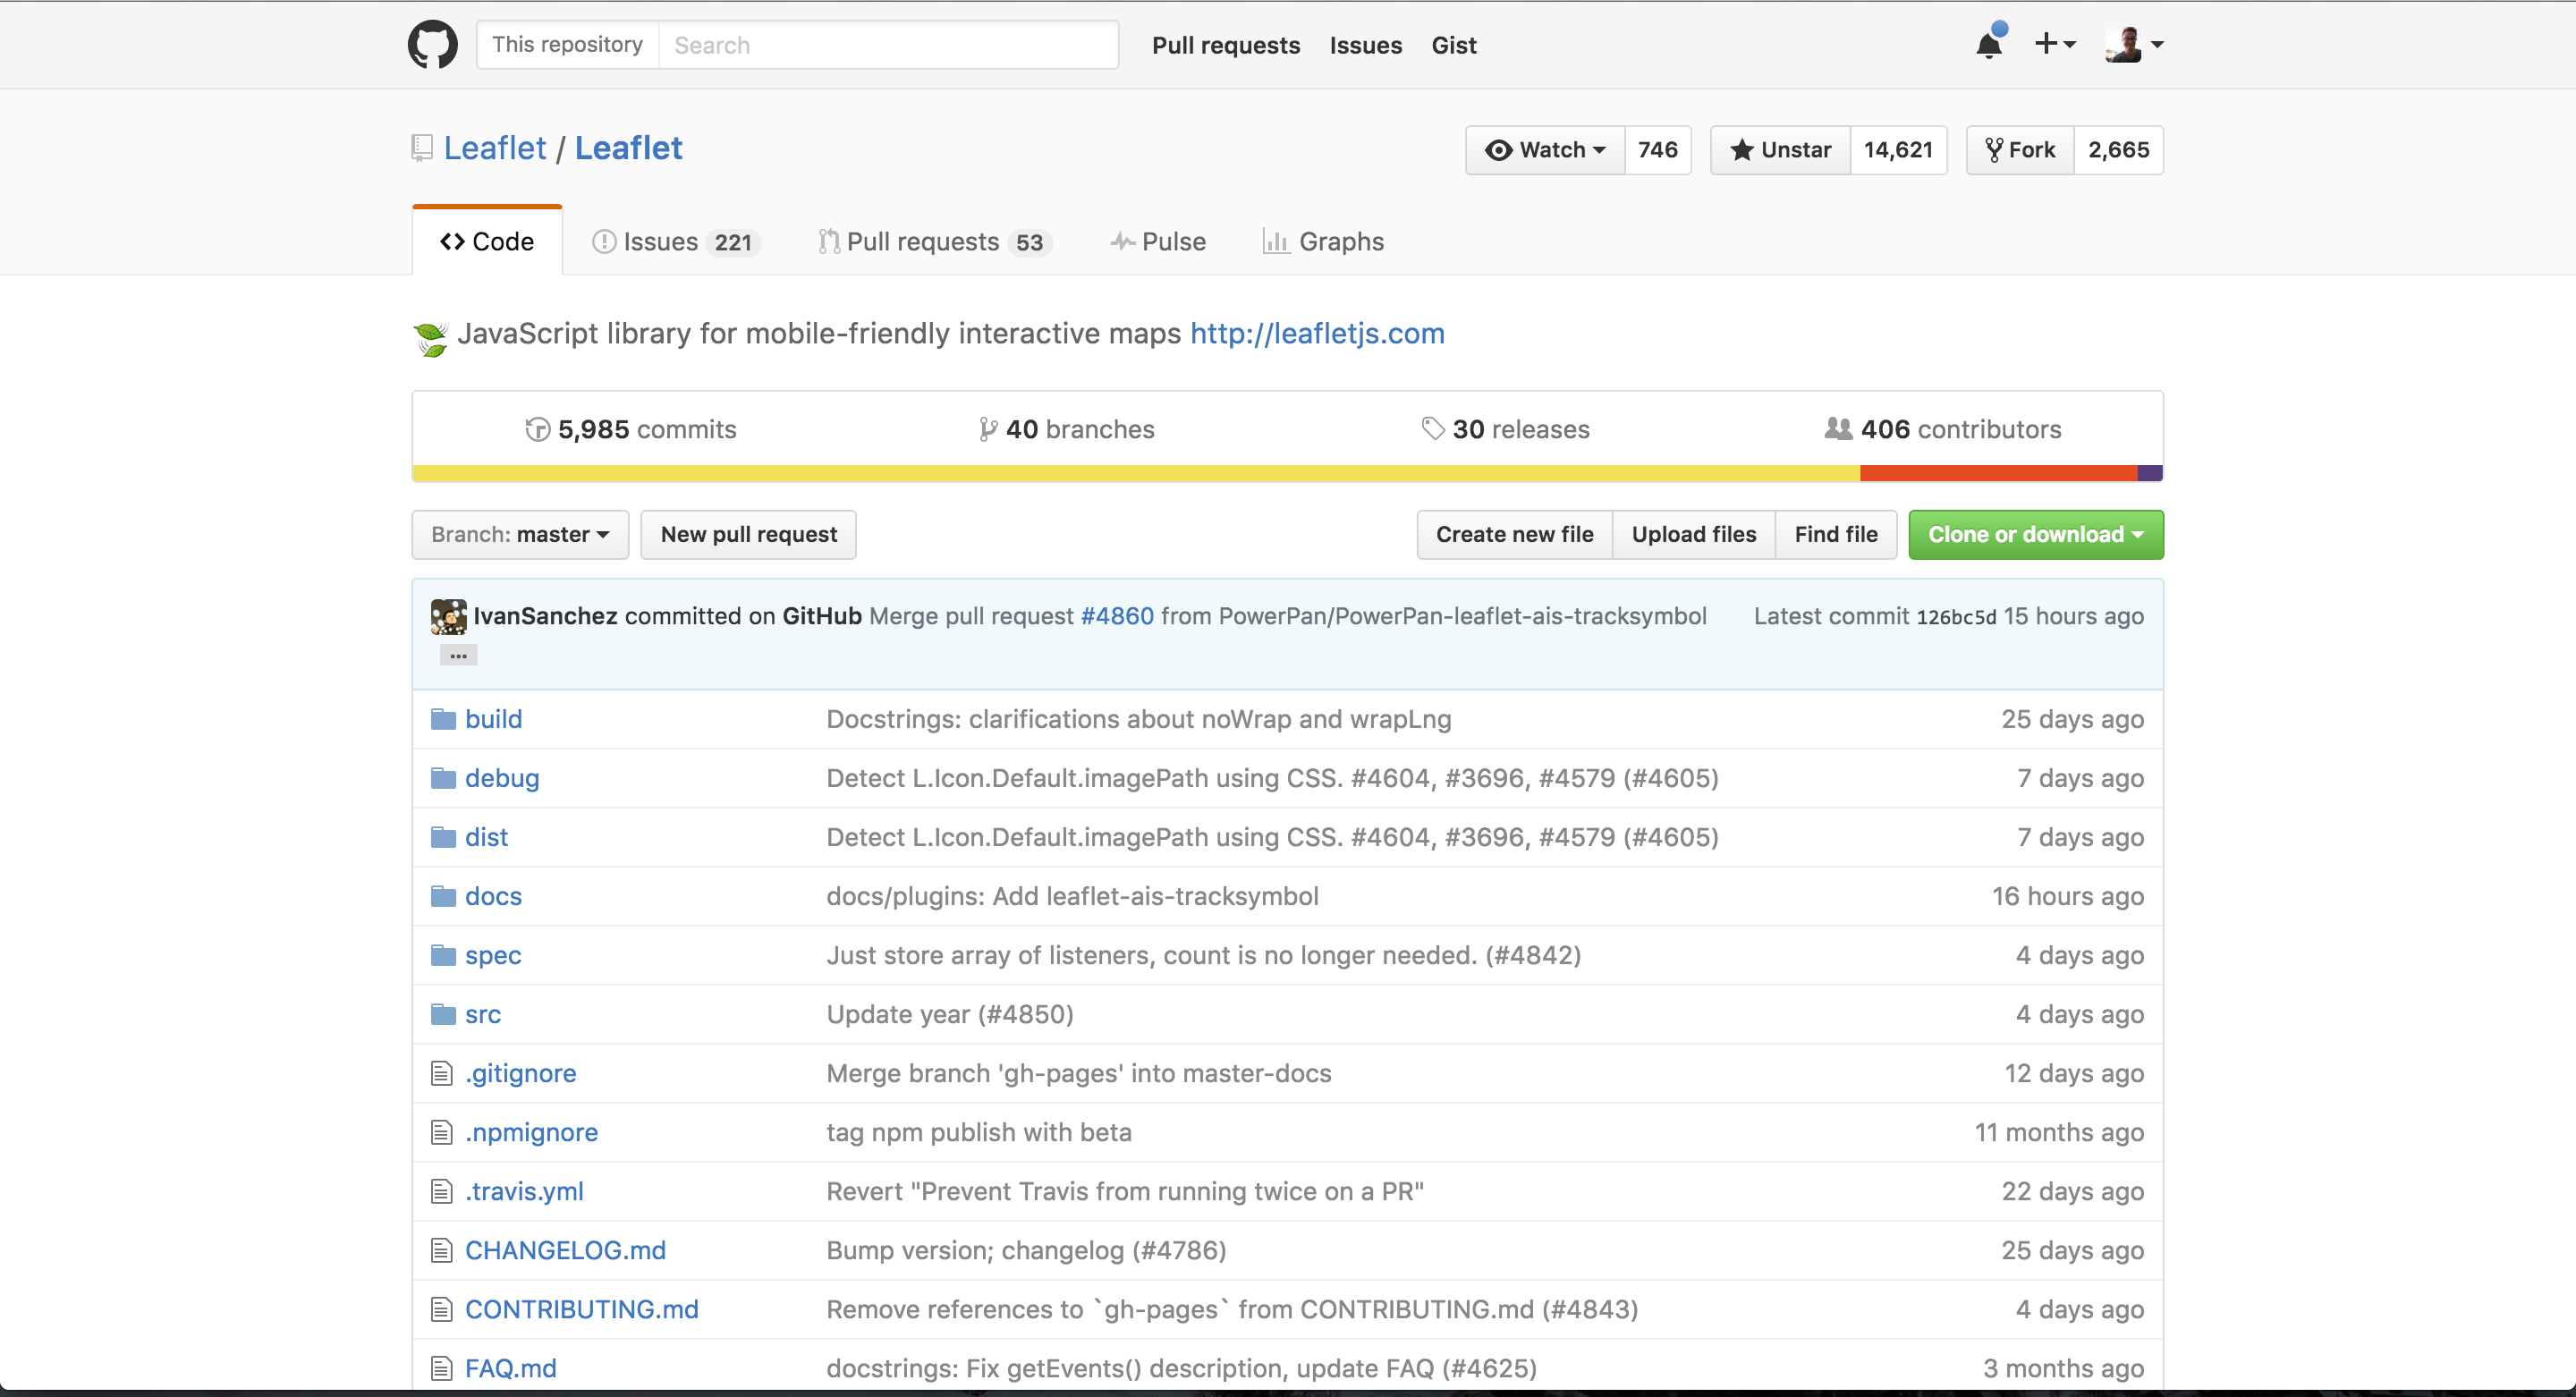 This repository Search Pull requests Issues Gist
Leaflet / Leaflet Watch 746 Unstar 14,621 Fork 2,665
Code Issues 221 Pull requests 53 Pulse Graphs
JavaScript library for mobile-friendly interactive maps http://leafletjs.com
5,985 commits 40 branches 30 releases 406 contributors
Branch: master New pull request Create new file Upload files Find file Clone or download
IvanSanchez committed on GitHub Merge pull request #4860 from PowerPan/PowerPan-leaflet-ais-tracksymbol Latest commit 126bc5d 15 hours ago
...
build Docstrings: clarifications about noWrap and wrapLng 25 days ago
debug Detect L.Icon.Default.imagePath using CSS. #4604, #3696, #4579 (#4605) 7 days ago
dist Detect L.Icon.Default.imagePath using CSS. #4604, #3696, #4579 (#4605) 7 days ago
docs docs/plugins: Add leaflet-ais-tracksymbol 16 hours ago
spec Just store array of listeners, count is no longer needed. (#4842) 4 days ago
src Update year (#4850) 4 days ago
.gitignore Merge branch 'gh-pages' into master-docs 12 days ago
.npmignore tag npm publish with beta 11 months ago
.travis.yml Revert "Prevent Travis from running twice on a PR" 22 days ago
CHANGELOG.md Bump version; changelog (#4786) 25 days ago
CONTRIBUTING.md Remove references to `gh-pages` from CONTRIBUTING.md (#4843) 4 days ago
FAQ.md docstrings: Fix getEvents() description, update FAQ (#4625) 3 months ago